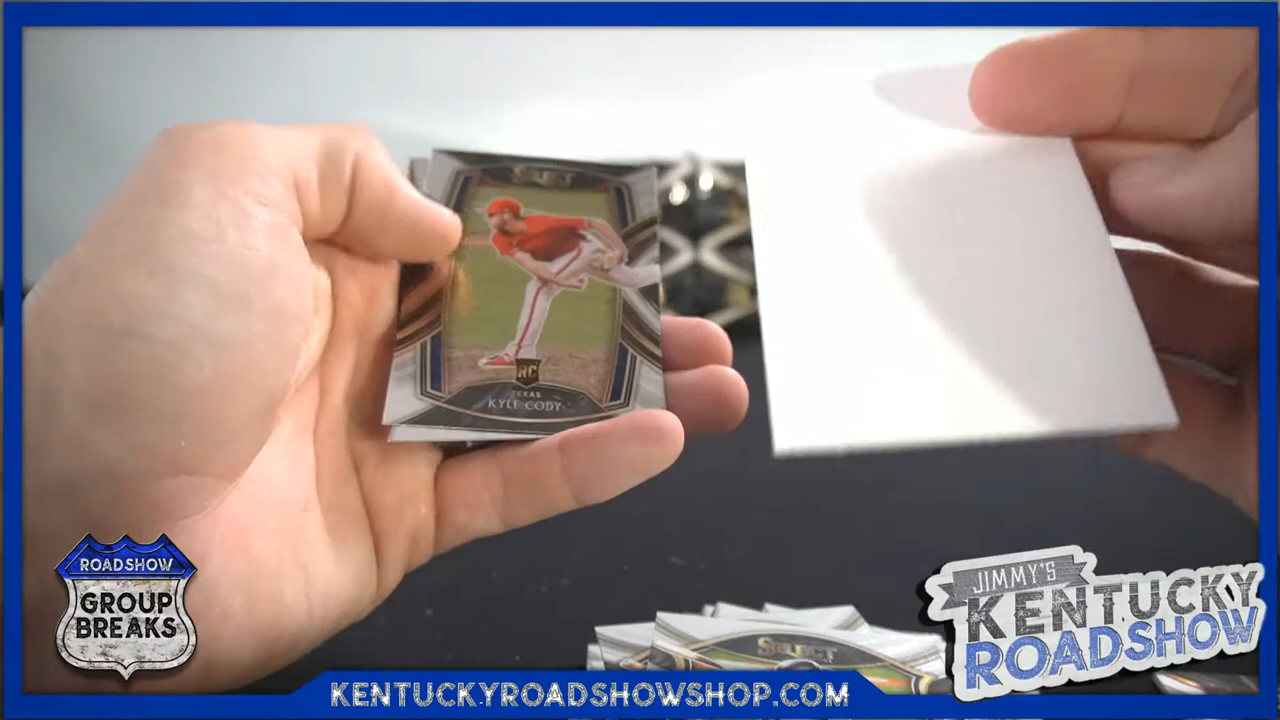 SELECT
RC
TEXAS
KYLE CODY
SELECT
ROADSHOW
GROUP
BREAKS
JIMMY'S
KENTUCKY
ROADSHOW
KENTUCKYROADSHOWSHOP.COM